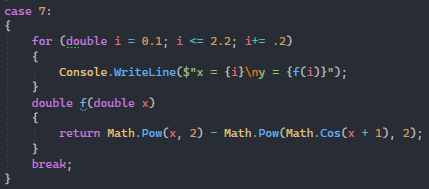 case 7:
{
for (double i = 0.1; i <= 2.2; i+= .2)
{
Console.WriteLine($"x = {i}\ny = {f(i)}");
}
double f(double x)
{
return Math.Pow(x, 2) - Math.Pow(Math.Cos(x + 1), 2);
}
break;
}